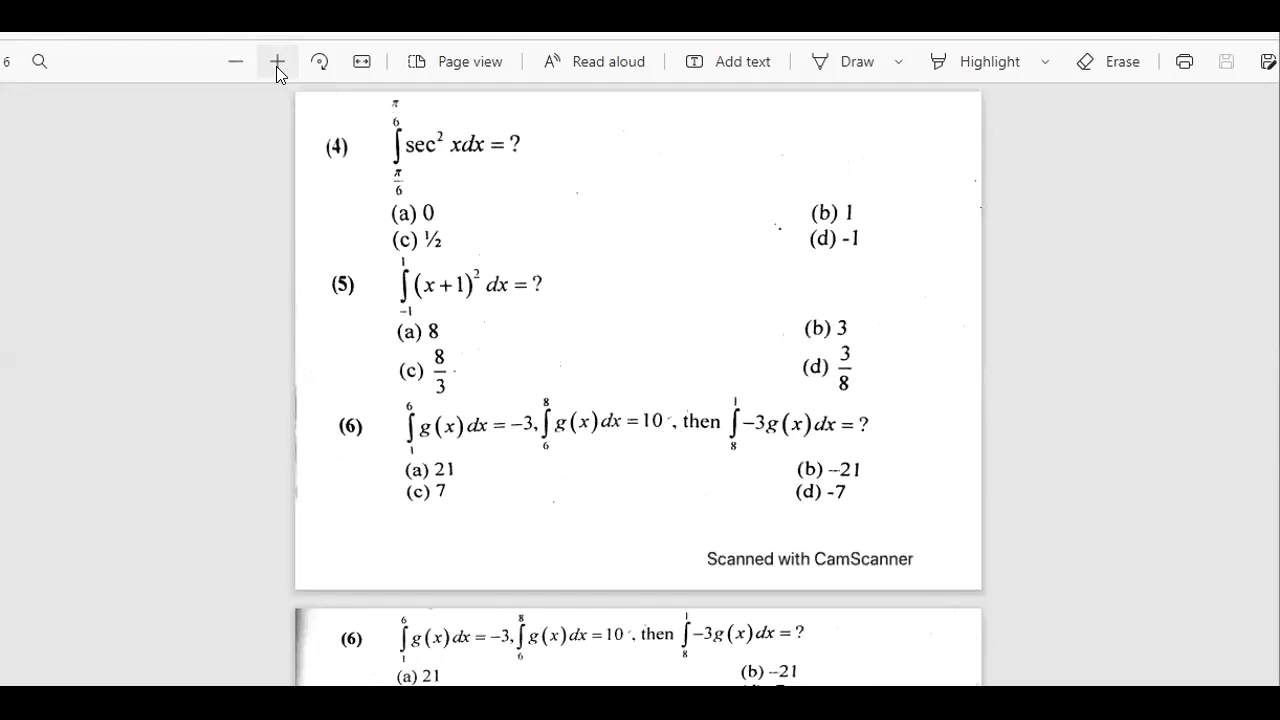 6 Page view Read aloud Add text Draw Highlight Erase
(4) ∫_{π/6}^{π/6} sec² xdx = ?
(a) 0 (b) 1
(c) ½ (d) -1
(5) ∫_{-1}^{1} (x+1)² dx = ?
(a) 8 (b) 3
(c) 8/3 (d) 3/8
(6) ∫_{1}^{6} g(x)dx = -3, ∫_{6}^{8} g(x)dx = 10, then ∫_{8}^{1} -3g(x)dx = ?
(a) 21 (b) -21
(c) 7 (d) -7
Scanned with CamScanner
(6) ∫_{1}^{6} g(x)dx = -3, ∫_{6}^{8} g(x)dx = 10, then ∫_{8}^{1} -3g(x)dx = ?
(a) 21 (b) -21